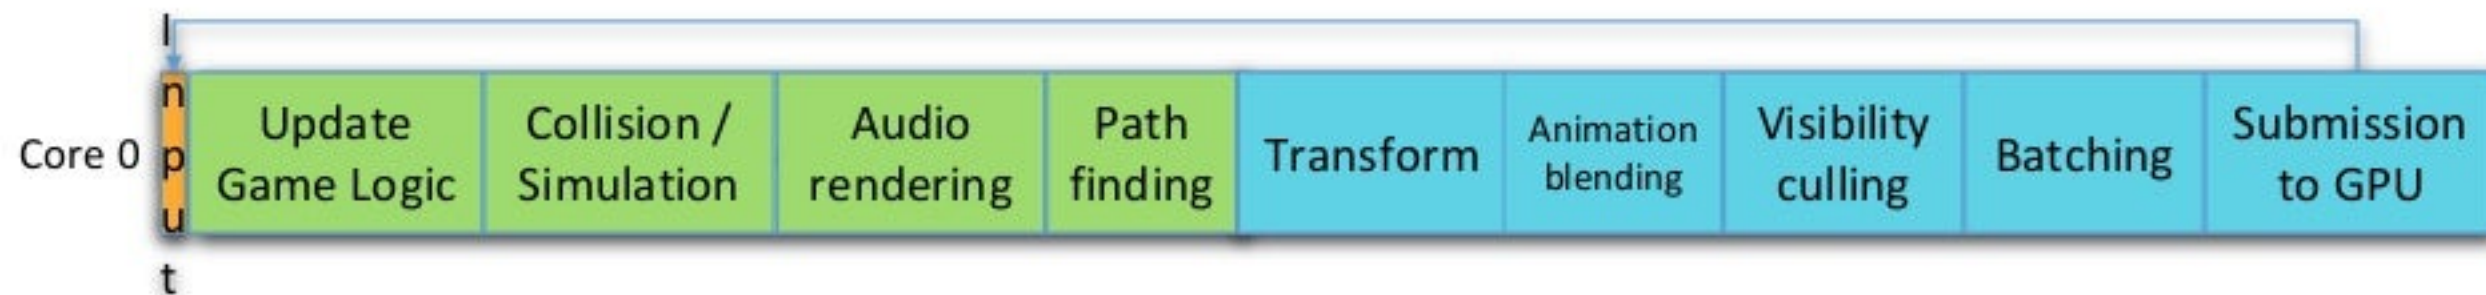 Core 0
Input
Update
Game Logic
Collision /
Simulation
Audio
rendering
Path
finding
Transform
Animation
blending
Visibility
culling
Batching
Submission
to GPU